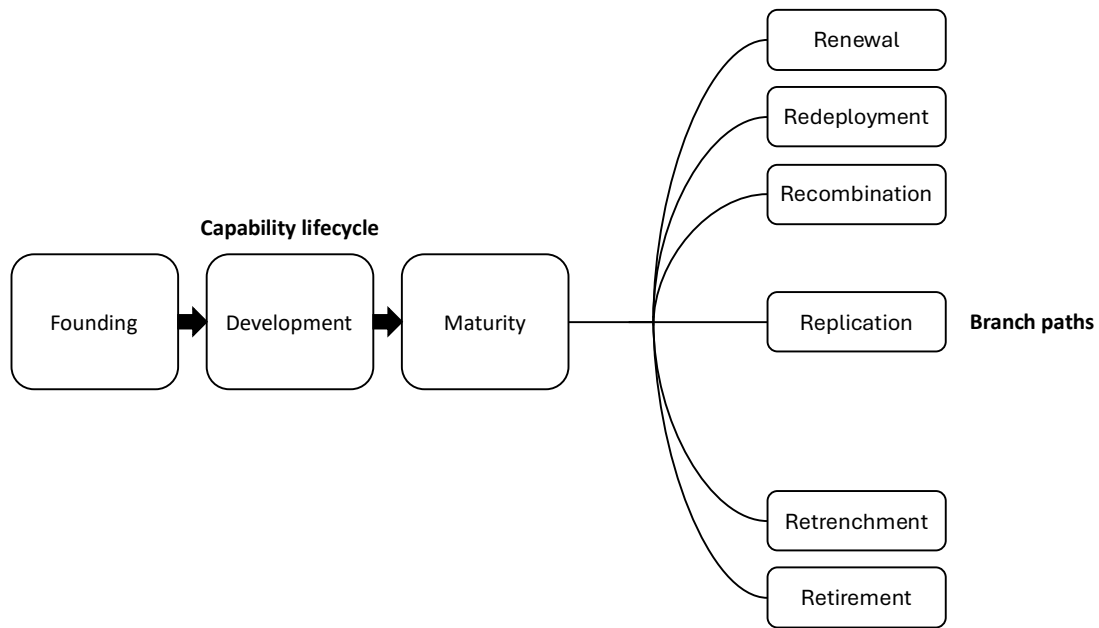 Renewal
Redeployment
Recombination
Capability lifecycle
Founding
Development
Maturity
Replication
Branch paths
Retrenchment
Retirement